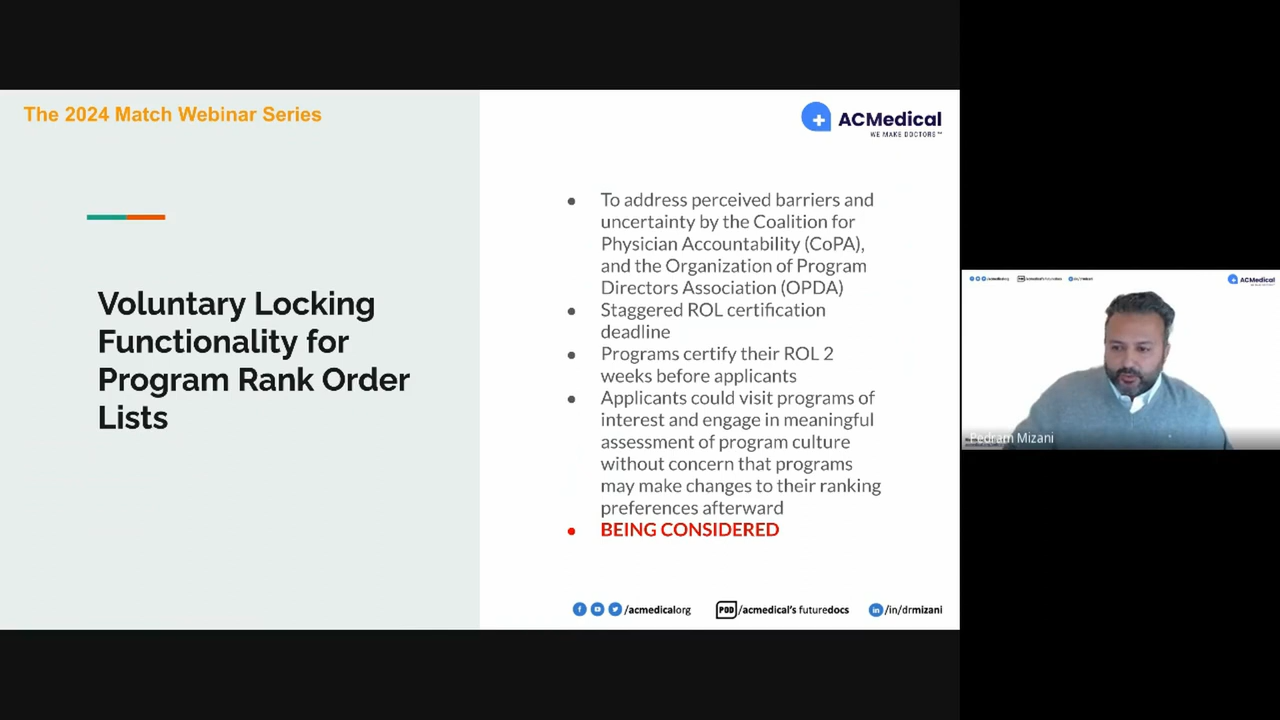 The 2024 Match Webinar Series
ACMedical
WE MAKE DOCTORS™
Voluntary Locking
Functionality for
Program Rank Order
Lists
• To address perceived barriers and
uncertainty by the Coalition for
Physician Accountability (CoPA),
and the Organization of Program
Directors Association (OPDA)
• Staggered ROL certification
deadline
• Programs certify their ROL 2
weeks before applicants
• Applicants could visit programs of
interest and engage in meaningful
assessment of program culture
without concern that programs
may make changes to their ranking
preferences afterward
• BEING CONSIDERED
/acmedicalorg
POD /acmedical's futuredocs
in /in/drmizani
ACMedical
Pedram Mizani